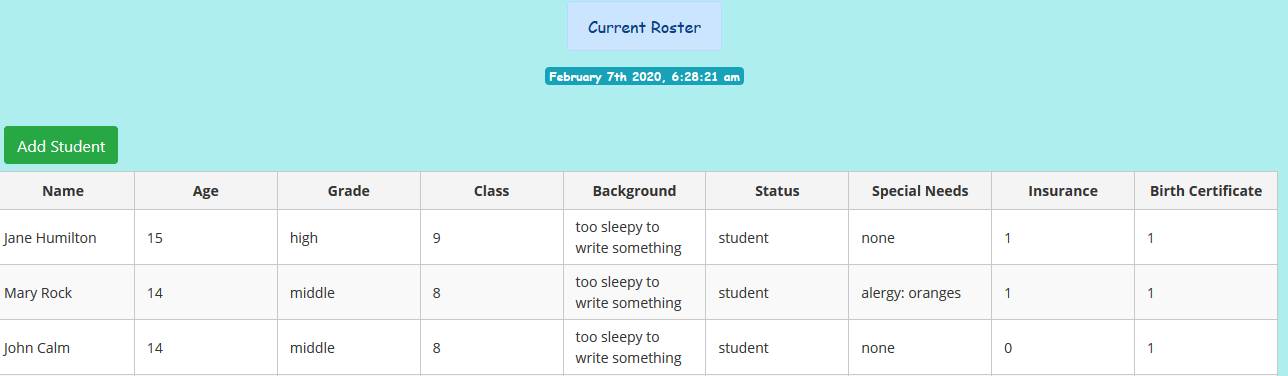 Current Roster
February 7th 2020, 6:28:21 am
Add Student
Name Age Grade Class Background Status Special Needs Insurance Birth Certificate
Jane Humilton 15 high 9 too sleepy to write something student none 1 1
Mary Rock 14 middle 8 too sleepy to write something student alergy: oranges 1 1
John Calm 14 middle 8 too sleepy to write something student none 0 1